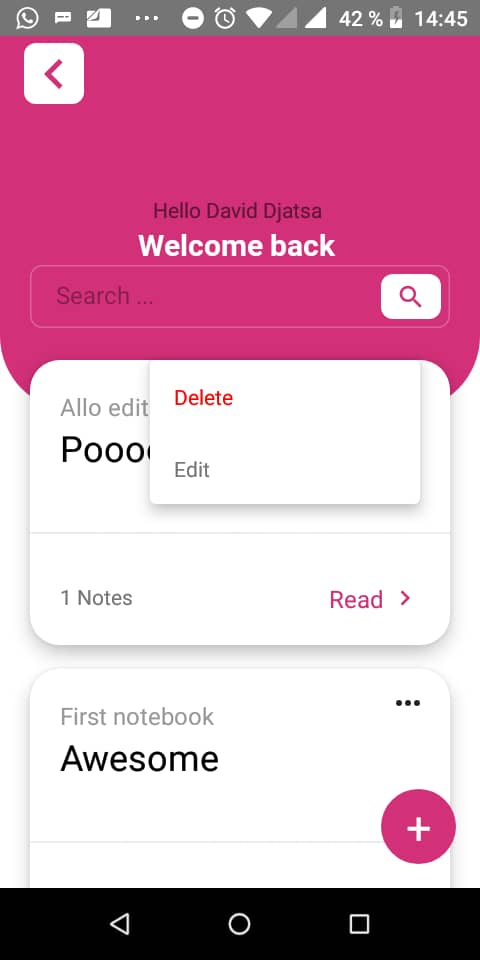 42 % 14:45
Hello David Djatsa
Welcome back
Search ...
Allo edit
Delete
Edit
1 Notes
Read
First notebook
Awesome